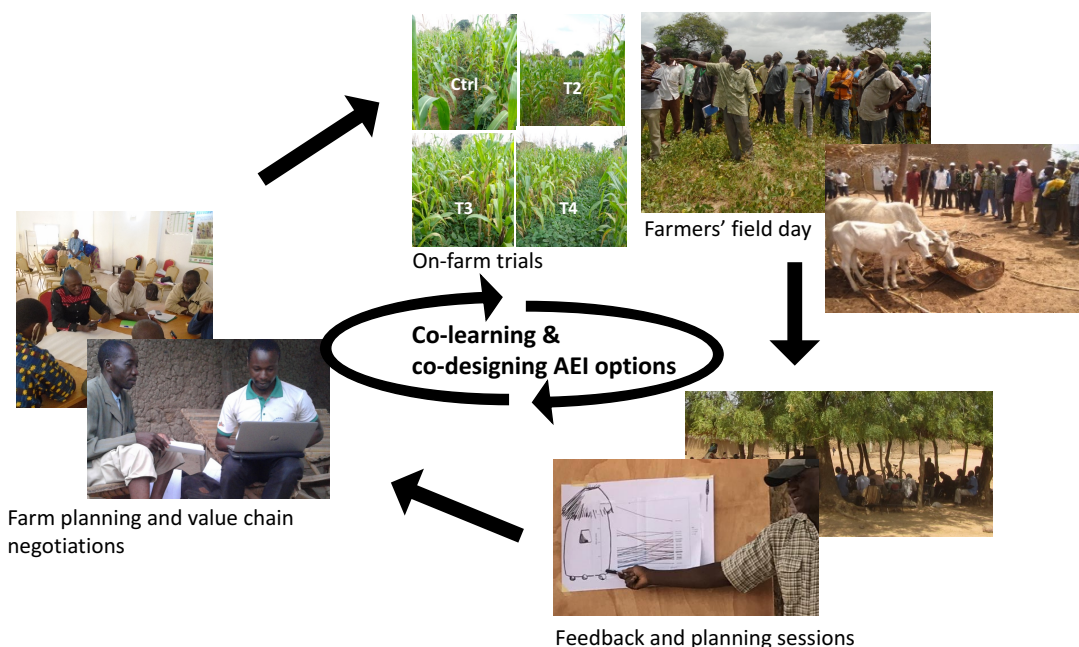 Ctrl
T2
T3
T4
On-farm trials
Farmers' field day
Co-learning &
co-designing AEI options
Farm planning and value chain
negotiations
Feedback and planning sessions